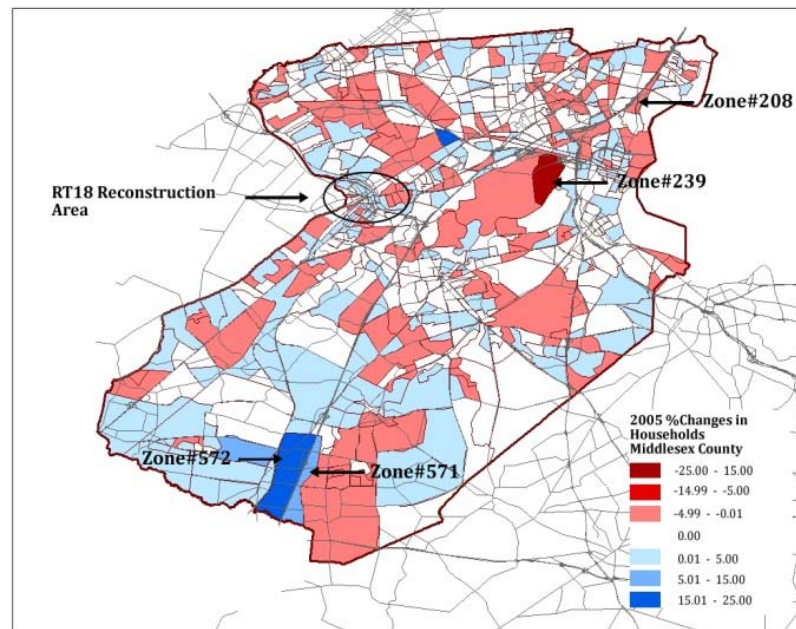 Zone#208
Zone#239
RT18 Reconstruction
Area
Zone#572
Zone#571
2005 %Changes in
Households
Middlesex County
-25.00 - 15.00
-14.99 - -5.00
-4.99 - -0.01
0.00
0.01 - 5.00
5.01 - 15.00
15.01 - 25.00